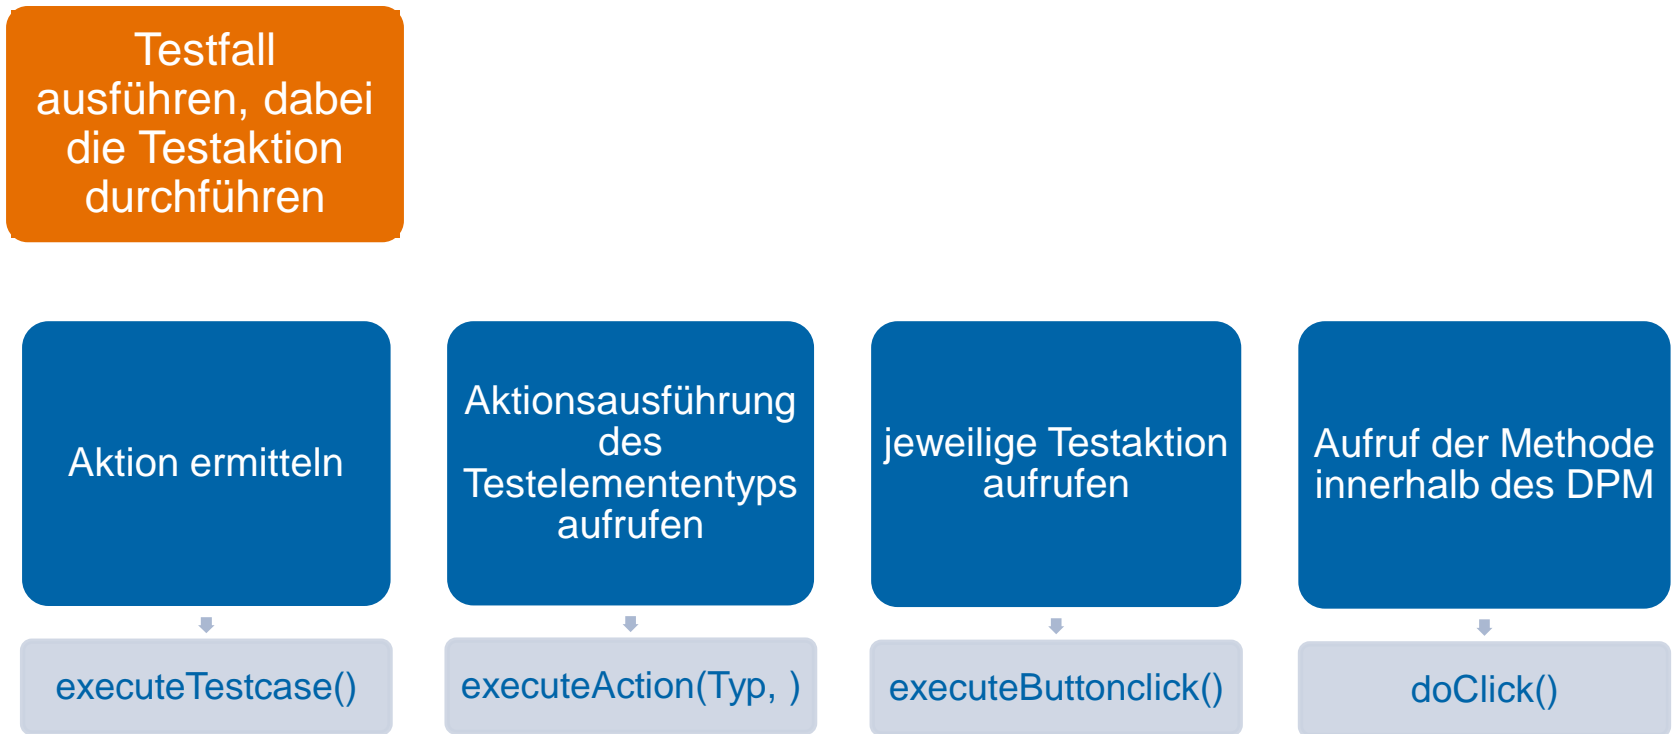 Testfall
ausführen, dabei
die Testaktion
durchführen
Aktion ermitteln
Aktionsausführung
des
Testelemententyps
aufrufen
jeweilige Testaktion
aufrufen
Aufruf der Methode
innerhalb des DPM
executeTestcase()
executeAction(Typ, )
executeButtonclick()
doClick()